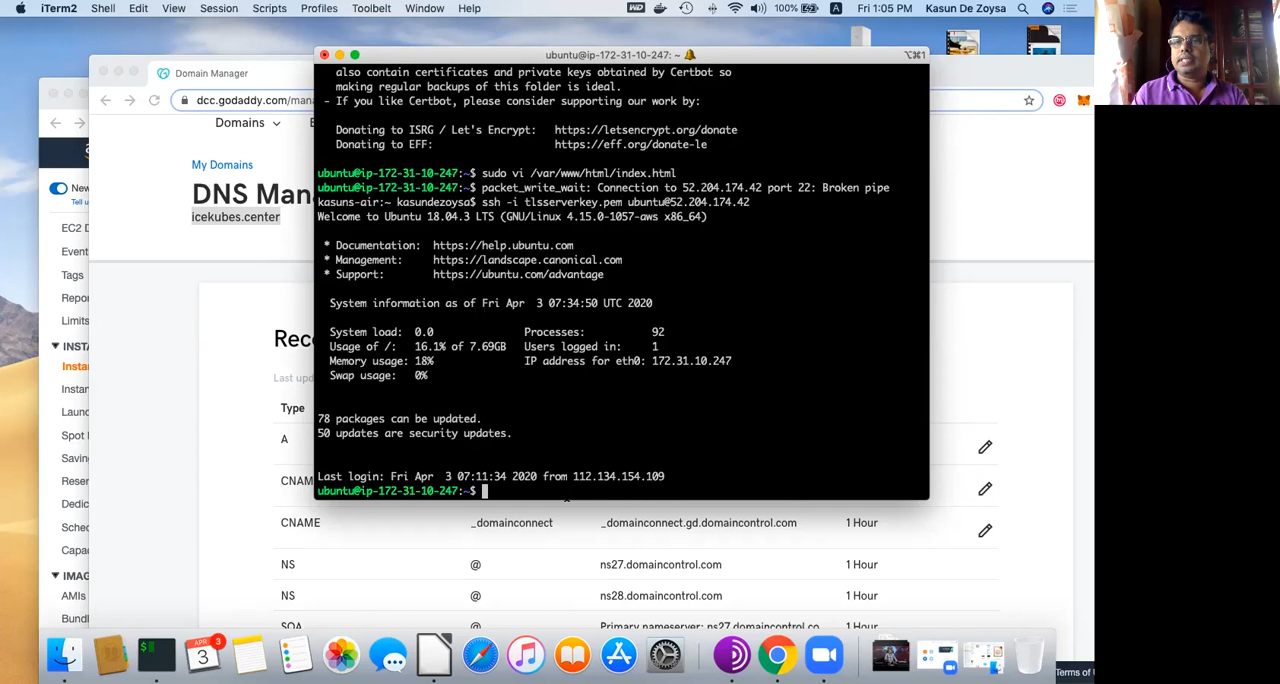 iTerm2 Shell Edit View Session Scripts Profiles Toolbelt Window Help 100% Fri 1:05 PM Kasun De Zoysa
ubuntu@ip-172-31-10-247: ~ ⌥⌘1
Domain Manager
dcc.godaddy.com/man
Domains
My Domains
DNS Man
icekubes.center
New
Tell u
EC2 D
Event
Tags
Repor
Limits
INSTA
Instan
Instan
Launc
Spot
Savin
Reser
Dedic
Sched
Capac
IMAG
AMIs
Bundl
also contain certificates and private keys obtained by Certbot so
making regular backups of this folder is ideal.
- If you like Certbot, please consider supporting our work by:
Donating to ISRG / Let's Encrypt: https://letsencrypt.org/donate
Donating to EFF: https://eff.org/donate-le
ubuntu@ip-172-31-10-247:~$ sudo vi /var/www/html/index.html
ubuntu@ip-172-31-10-247:~$ packet_write_wait: Connection to 52.204.174.42 port 22: Broken pipe
kasuns-air:~ kasundezoysa$ ssh -i tlsserverkey.pem ubuntu@52.204.174.42
Welcome to Ubuntu 18.04.3 LTS (GNU/Linux 4.15.0-1057-aws x86_64)
* Documentation: https://help.ubuntu.com
* Management: https://landscape.canonical.com
* Support: https://ubuntu.com/advantage
System information as of Fri Apr 3 07:34:50 UTC 2020
System load: 0.0 Processes: 92
Usage of /: 16.1% of 7.69GB Users logged in: 1
Memory usage: 18% IP address for eth0: 172.31.10.247
Swap usage: 0%
78 packages can be updated.
50 updates are security updates.
Last login: Fri Apr 3 07:11:34 2020 from 112.134.154.109
ubuntu@ip-172-31-10-247:~$
Reco
Last upd
Type
A
CNAM
CNAME _domainconnect _domainconnect.gd.domaincontrol.com 1 Hour
NS @ ns27.domaincontrol.com 1 Hour
NS @ ns28.domaincontrol.com 1 Hour
SOA Primary nameserver: ns27.domaincontrol.co 1 Hour
APR
3
3
Terms of U